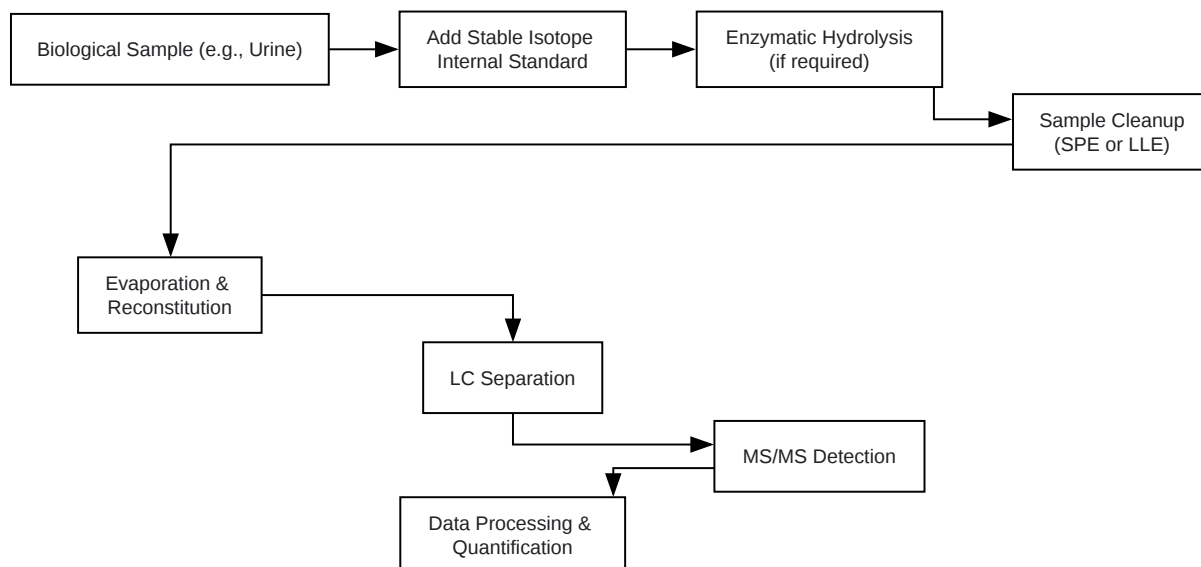 Biological Sample (e.g., Urine)
Add Stable Isotope
Internal Standard
Enzymatic Hydrolysis
(if required)
Sample Cleanup
(SPE or LLE)
Evaporation &
Reconstitution
LC Separation
MS/MS Detection
Data Processing &
Quantification